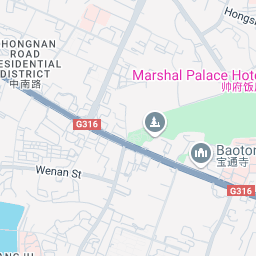 Hongsh
HONGNAN
ROAD
RESIDENTIAL
DISTRICT
中南路
Marshal Palace Hote
帅府饭店
G316
Baoton
宝通寺
Wenan St
G316